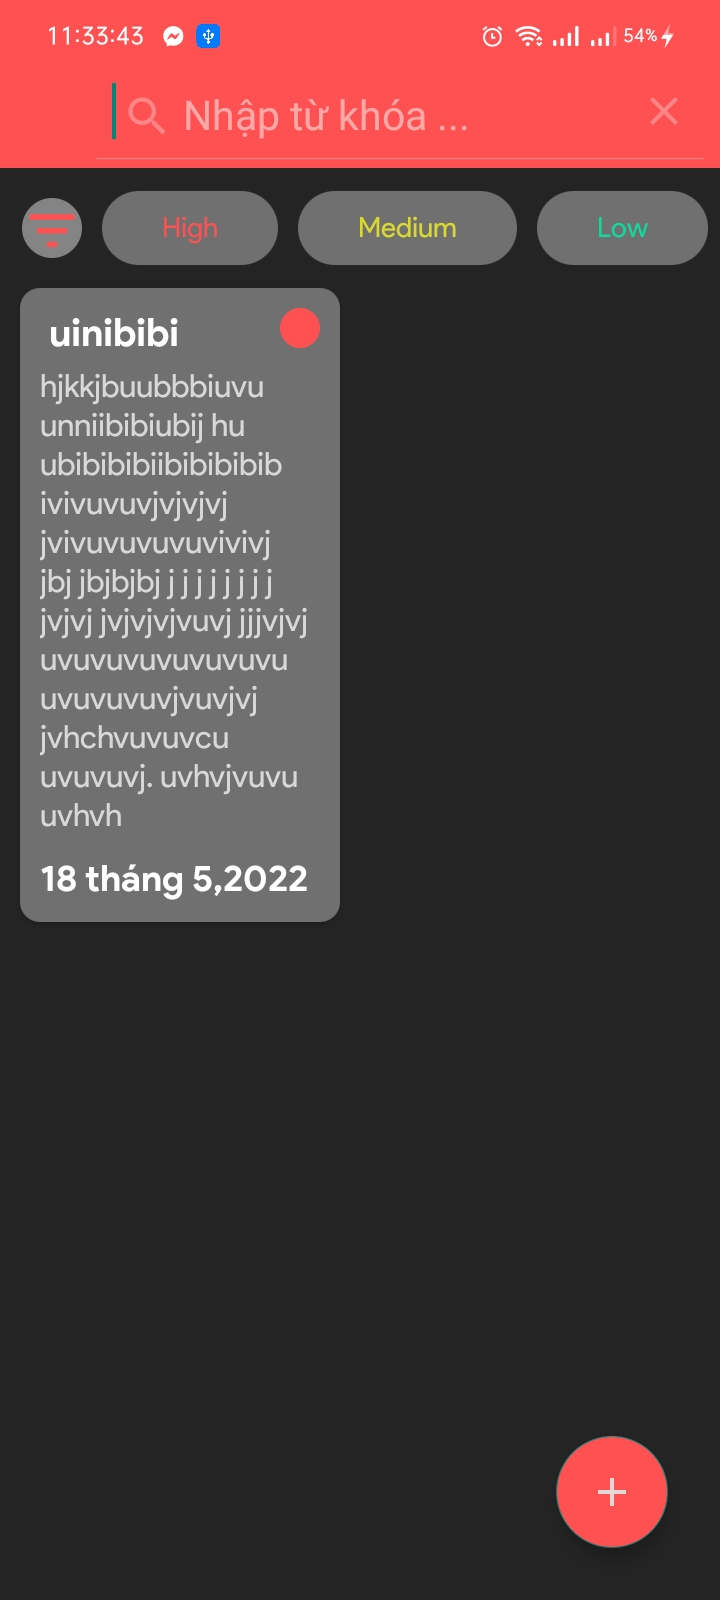 11:33:43 54%
Nhập từ khóa ...
High Medium Low
uinibibi
hjkkjbuubbbiuvu
unniibibiubij hu
ubibibibiibibibibib
ivivuvuvjvjvjvj
jvivuvuvuvuvivivj
jbj jbjbjbj j j j j j j j j
jvjvj jvjvjvjvuvj jjjvjvj
uvuvuvuvuvuvuvu
uvuvuvuvjvuvjvj
jvhchvuvuvcu
uvuvuvj. uvhvjvuvu
uvhvh
18 tháng 5,2022